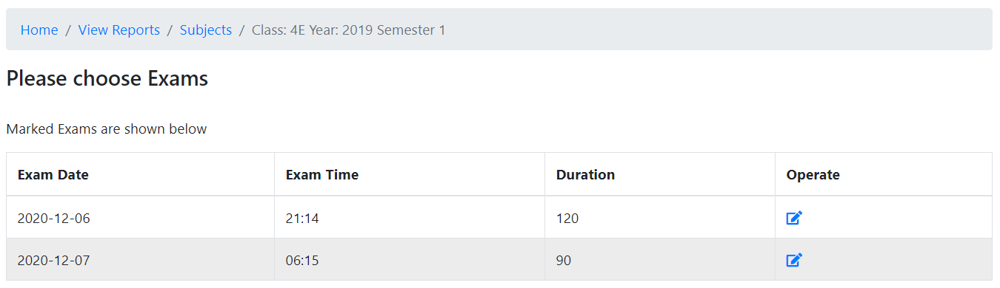 Home / View Reports / Subjects / Class: 4E Year: 2019 Semester 1
Please choose Exams
Marked Exams are shown below
Exam Date Exam Time Duration Operate
2020-12-06 21:14 120
2020-12-07 06:15 90